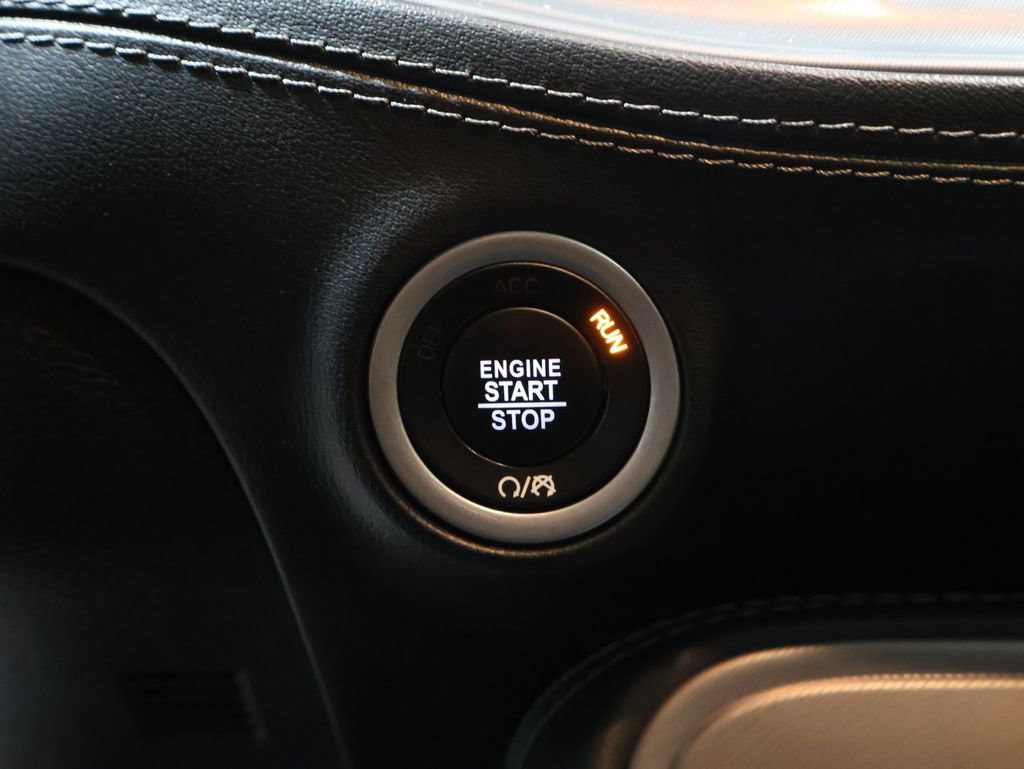 ACC
OFF
RUN
ENGINE
START
STOP